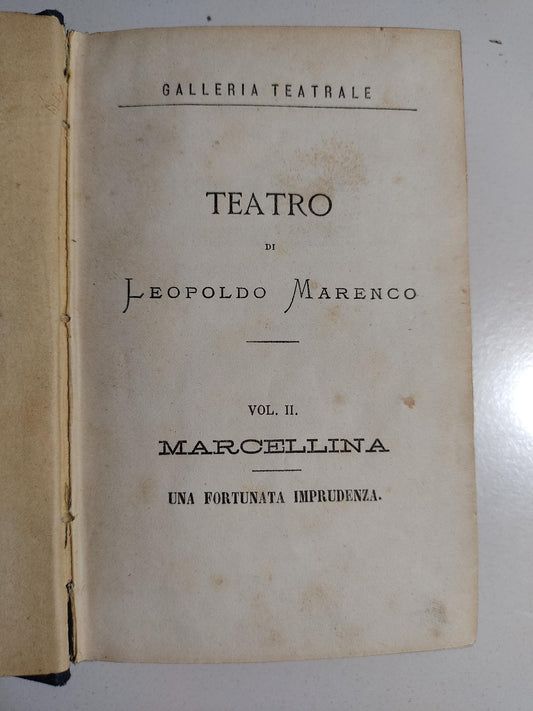 GALLERIA TEATRALE
TEATRO
DI
LEOPOLDO MARENCO
VOL. II.
MARCELLINA
UNA FORTUNATA IMPRUDENZA.